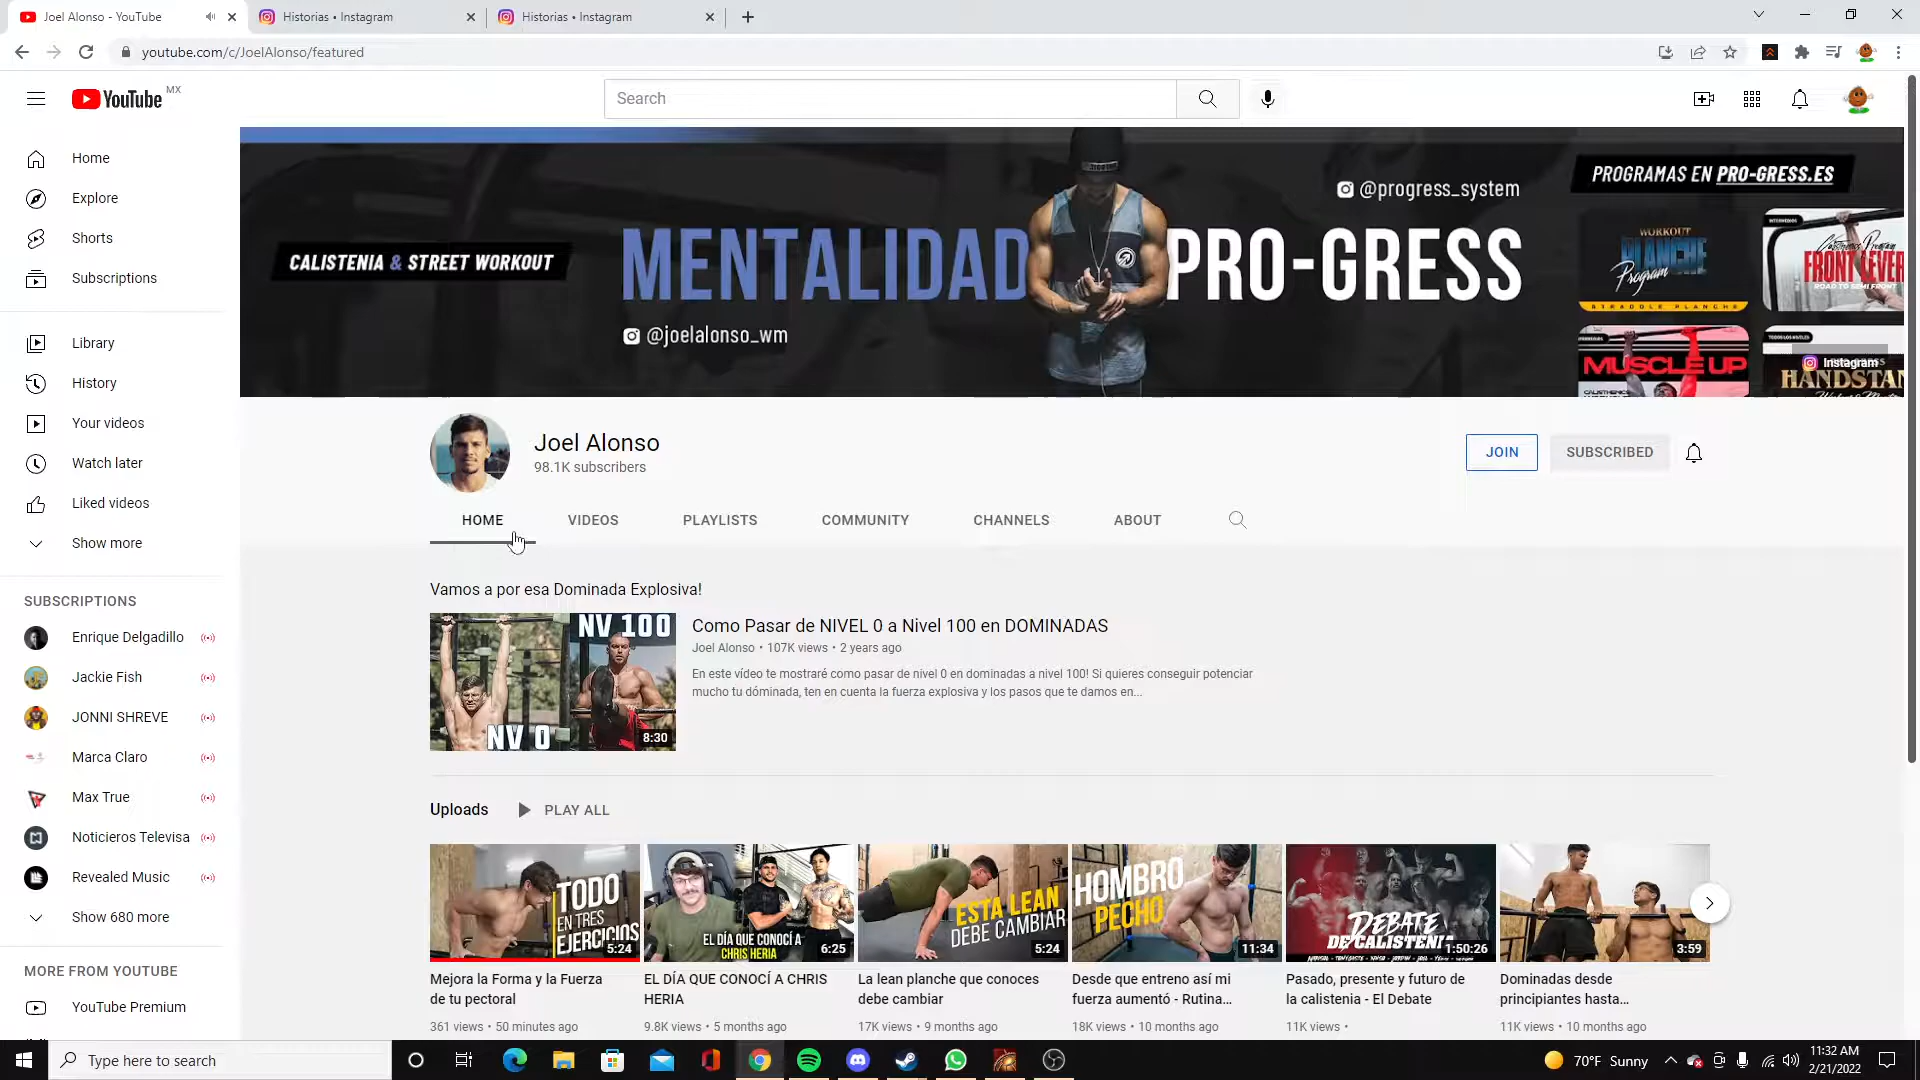 Joel Alonso - YouTube
Historias • Instagram
Historias • Instagram
youtube.com/c/JoelAlonso/featured
YouTube MX
Search
Home
Explore
Shorts
Subscriptions
Library
History
Your videos
Watch later
Liked videos
Show more
SUBSCRIPTIONS
Enrique Delgadillo
Jackie Fish
JONNI SHREVE
Marca Claro
Max True
Noticieros Televisa
Revealed Music
Show 680 more
MORE FROM YOUTUBE
YouTube Premium
CALISTENIA & STREET WORKOUT
MENTALIDAD PRO-GRESS
@joelalonso_wm
@progress_system
PROGRAMAS EN PRO-GRESS.ES
WORKOUT
PLANCHE
Program
STRADDLE PLANCHE
FRONT LEVER
ROAD TO SEMI FRONT
MUSCLE UP
Instagram
HANDSTAN
Joel Alonso
98.1K subscribers
JOIN
SUBSCRIBED
HOME
VIDEOS
PLAYLISTS
COMMUNITY
CHANNELS
ABOUT
Vamos a por esa Dominada Explosiva!
NV 100
NV 0
8:30
Como Pasar de NIVEL 0 a Nivel 100 en DOMINADAS
Joel Alonso • 107K views • 2 years ago
En este vídeo te mostraré como pasar de nivel 0 en dominadas a nivel 100! Si quieres conseguir potenciar
mucho tu dóminada, ten en cuenta la fuerza explosiva y los pasos que te damos en...
Uploads
PLAY ALL
TODO
EN TRES
EJERCICIOS
5:24
Mejora la Forma y la Fuerza
de tu pectoral
361 views • 50 minutes ago
EL DÍA QUE CONOCÍ A
CHRIS HERIA
6:25
EL DÍA QUE CONOCÍ A CHRIS
HERIA
9.8K views • 5 months ago
ESTA LEAN
DEBE CAMBIAR
5:24
La lean planche que conoces
debe cambiar
17K views • 9 months ago
HOMBRO
PECHO
11:34
Desde que entreno así mi
fuerza aumentó - Rutina...
18K views • 10 months ago
DEBATE
DE CALISTENIA
1:50:26
Pasado, presente y futuro de
la calistenia - El Debate
11K views •
3:59
Dominadas desde
principiantes hasta...
11K views • 10 months ago
Type here to search
70°F Sunny
11:32 AM
2/21/2022